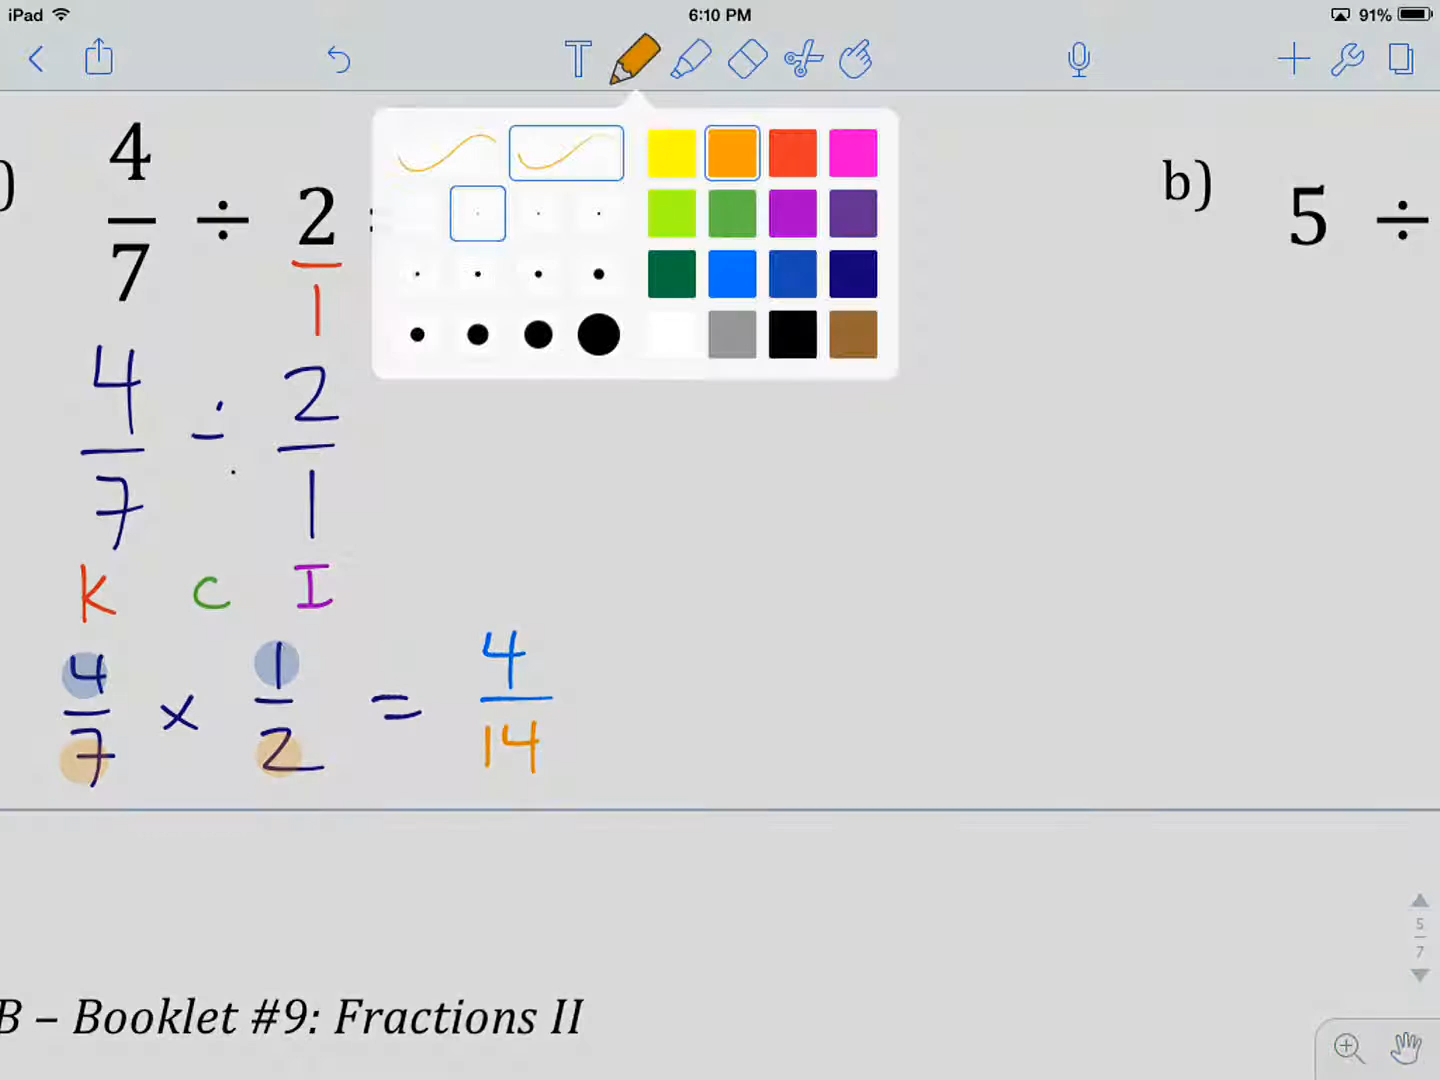 iPad 6:10 PM 91%
T
) 4/7 ÷ 2/1 b) 5 ÷
4/7 ÷ 2/1
K C I
4/7 × 1/2 = 4/14
5
7
B – Booklet #9: Fractions II